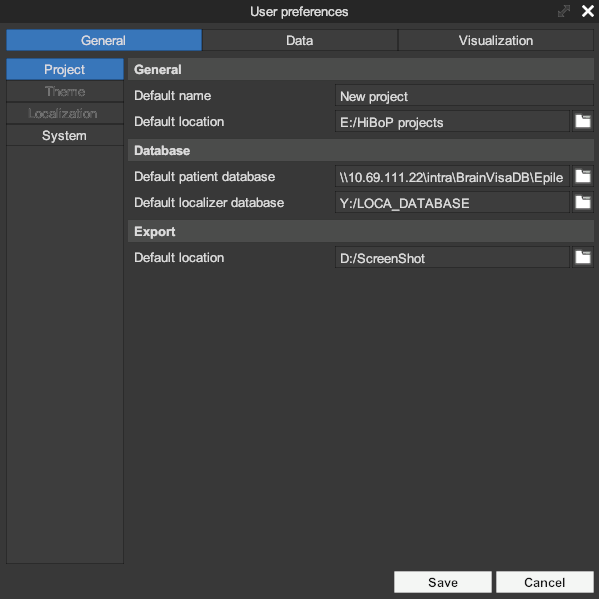 User preferences
General Data Visualization
Project
Theme
Localization
System
General
Default name New project
Default location E:/HiBoP projects
Database
Default patient database \\10.69.111.22\intra\BrainVisaDB\Epile
Default localizer database Y:/LOCA_DATABASE
Export
Default location D:/ScreenShot
Save Cancel